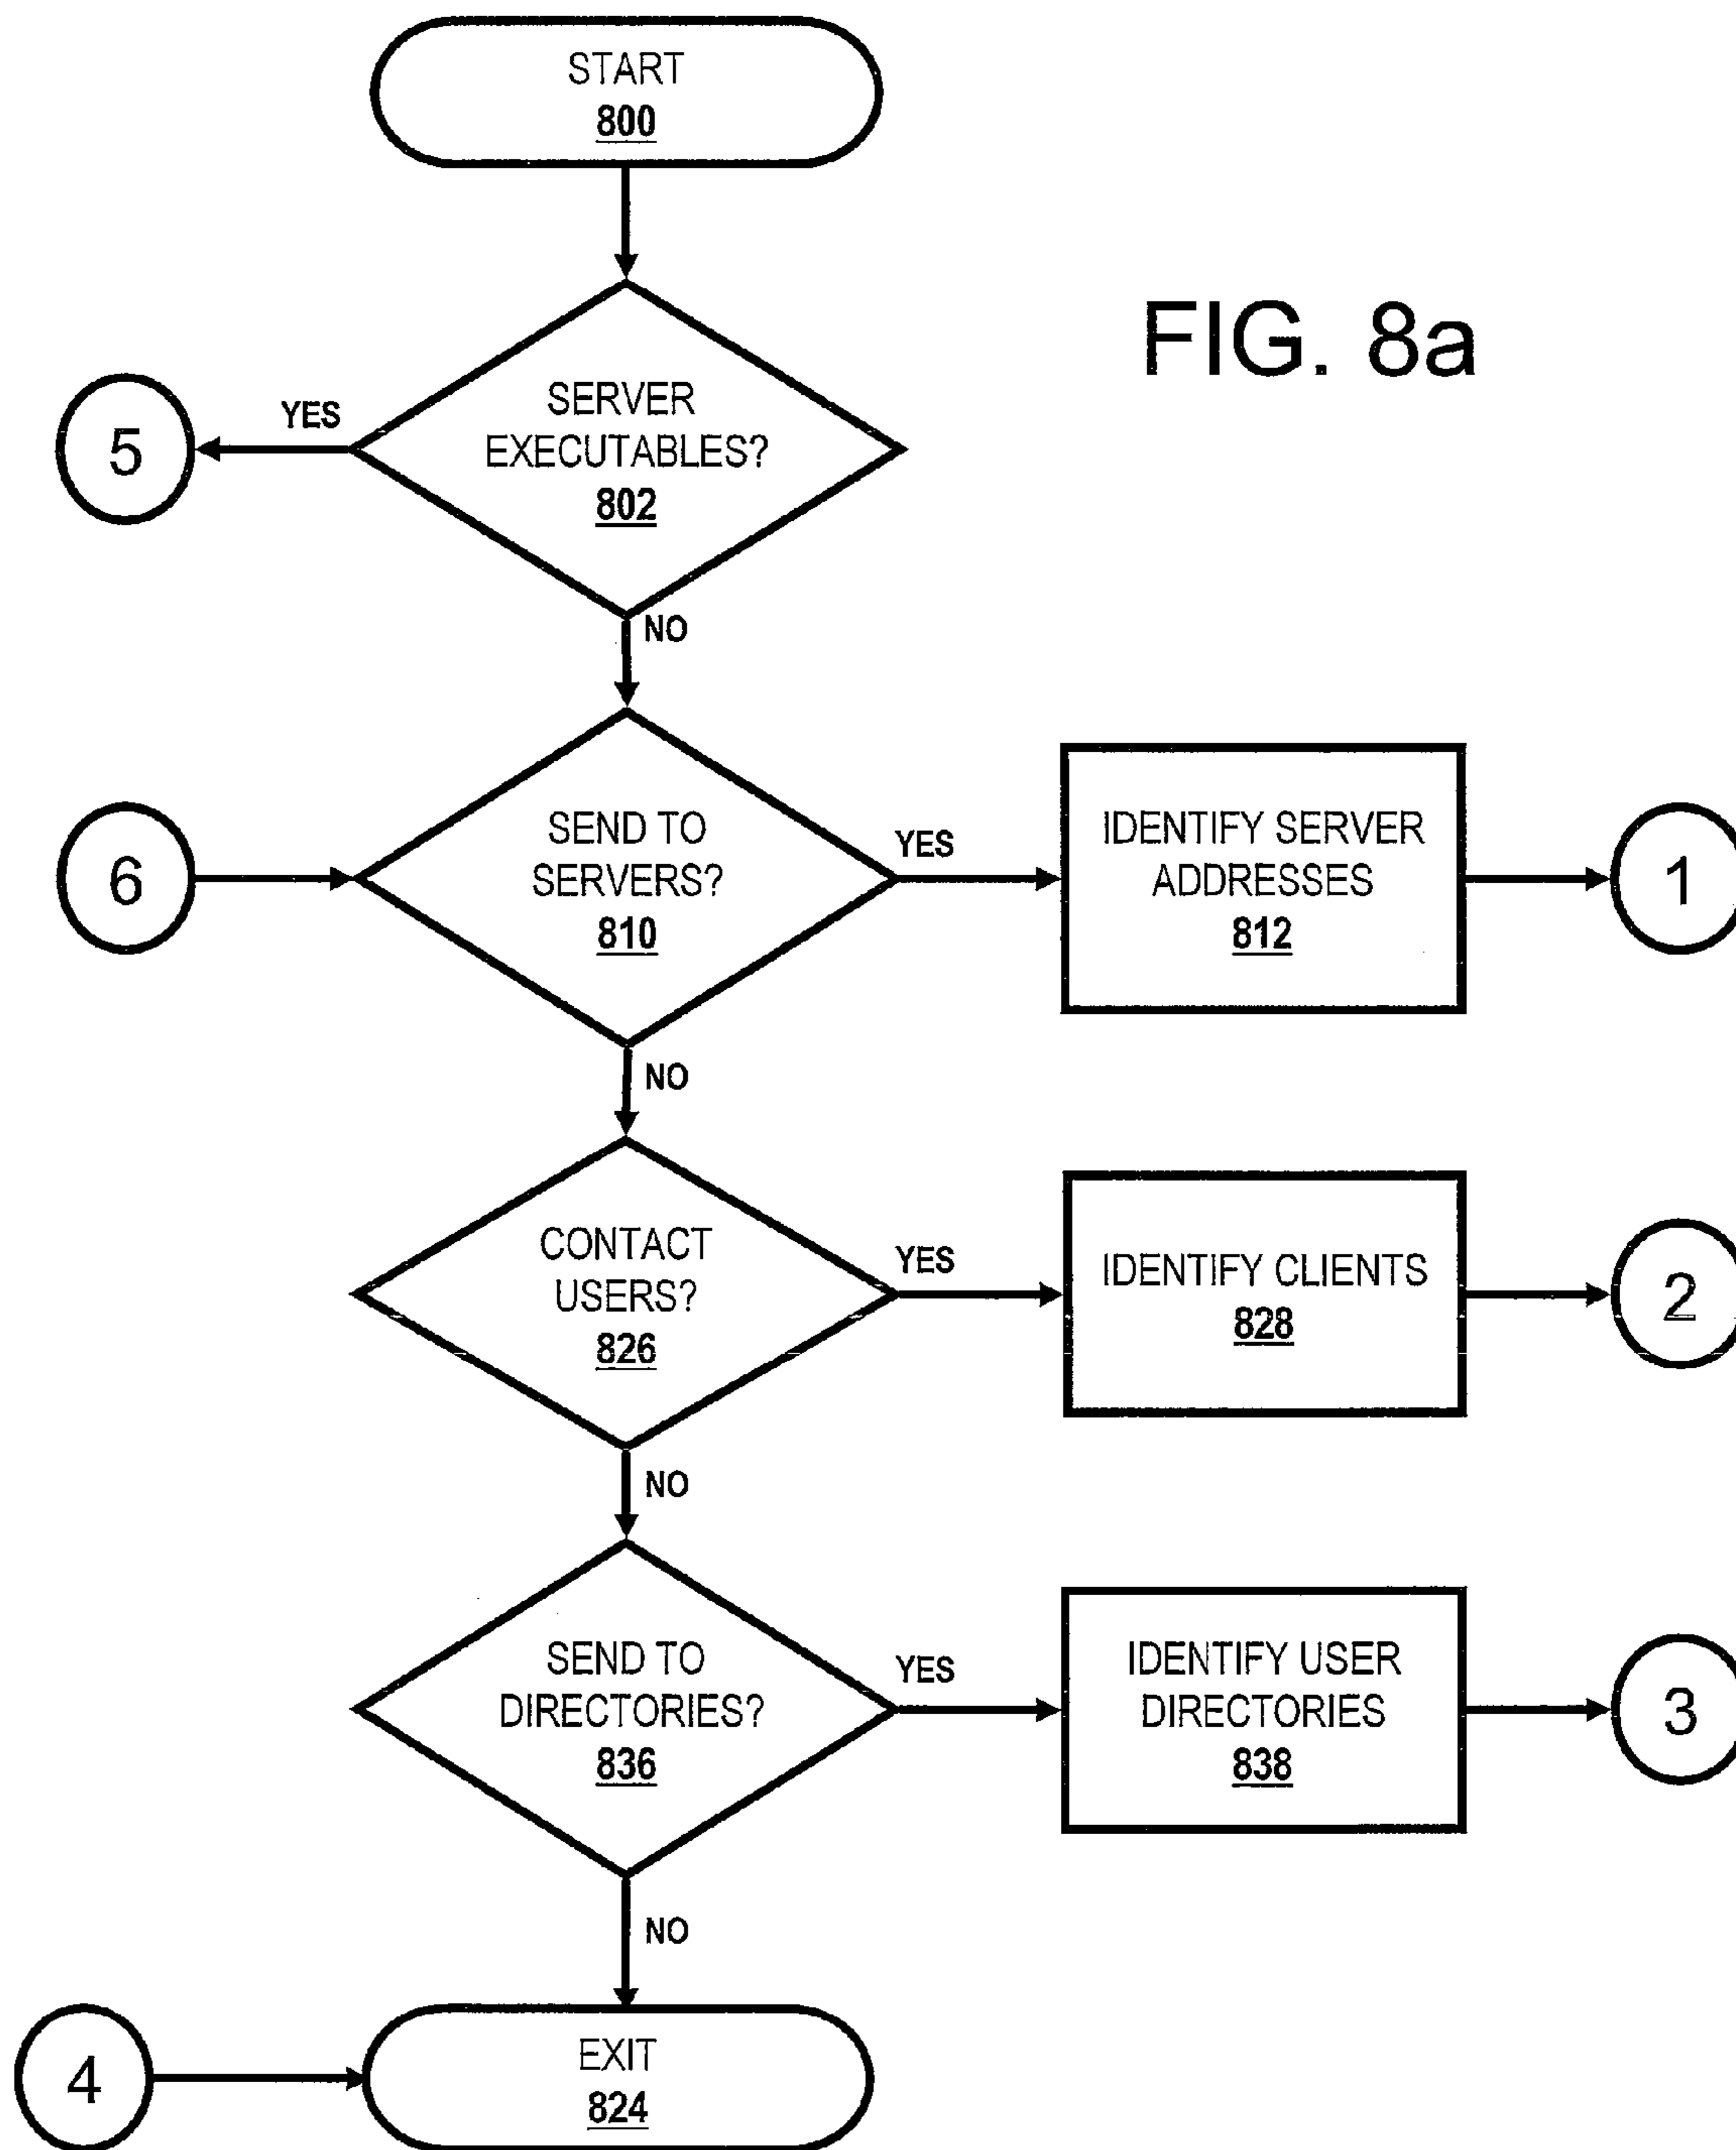 START
800
FIG. 8a
SERVER
EXECUTABLES?
802
YES
5
NO
6
SEND TO
SERVERS?
810
YES
IDENTIFY SERVER
ADDRESSES
812
1
NO
CONTACT
USERS?
826
YES
IDENTIFY CLIENTS
828
2
NO
SEND TO
DIRECTORIES?
836
YES
IDENTIFY USER
DIRECTORIES
838
3
NO
4
EXIT
824